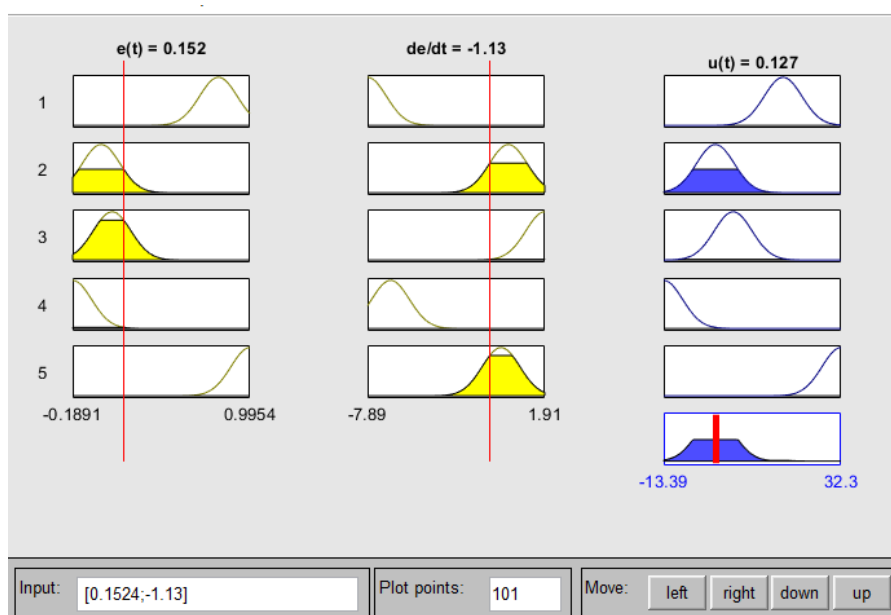 e(t) = 0.152 de/dt = -1.13 u(t) = 0.127
1
2
3
4
5
-0.1891 0.9954 -7.89 1.91
-13.39 32.3
Input: [0.1524;-1.13] Plot points: 101 Move: left right down up